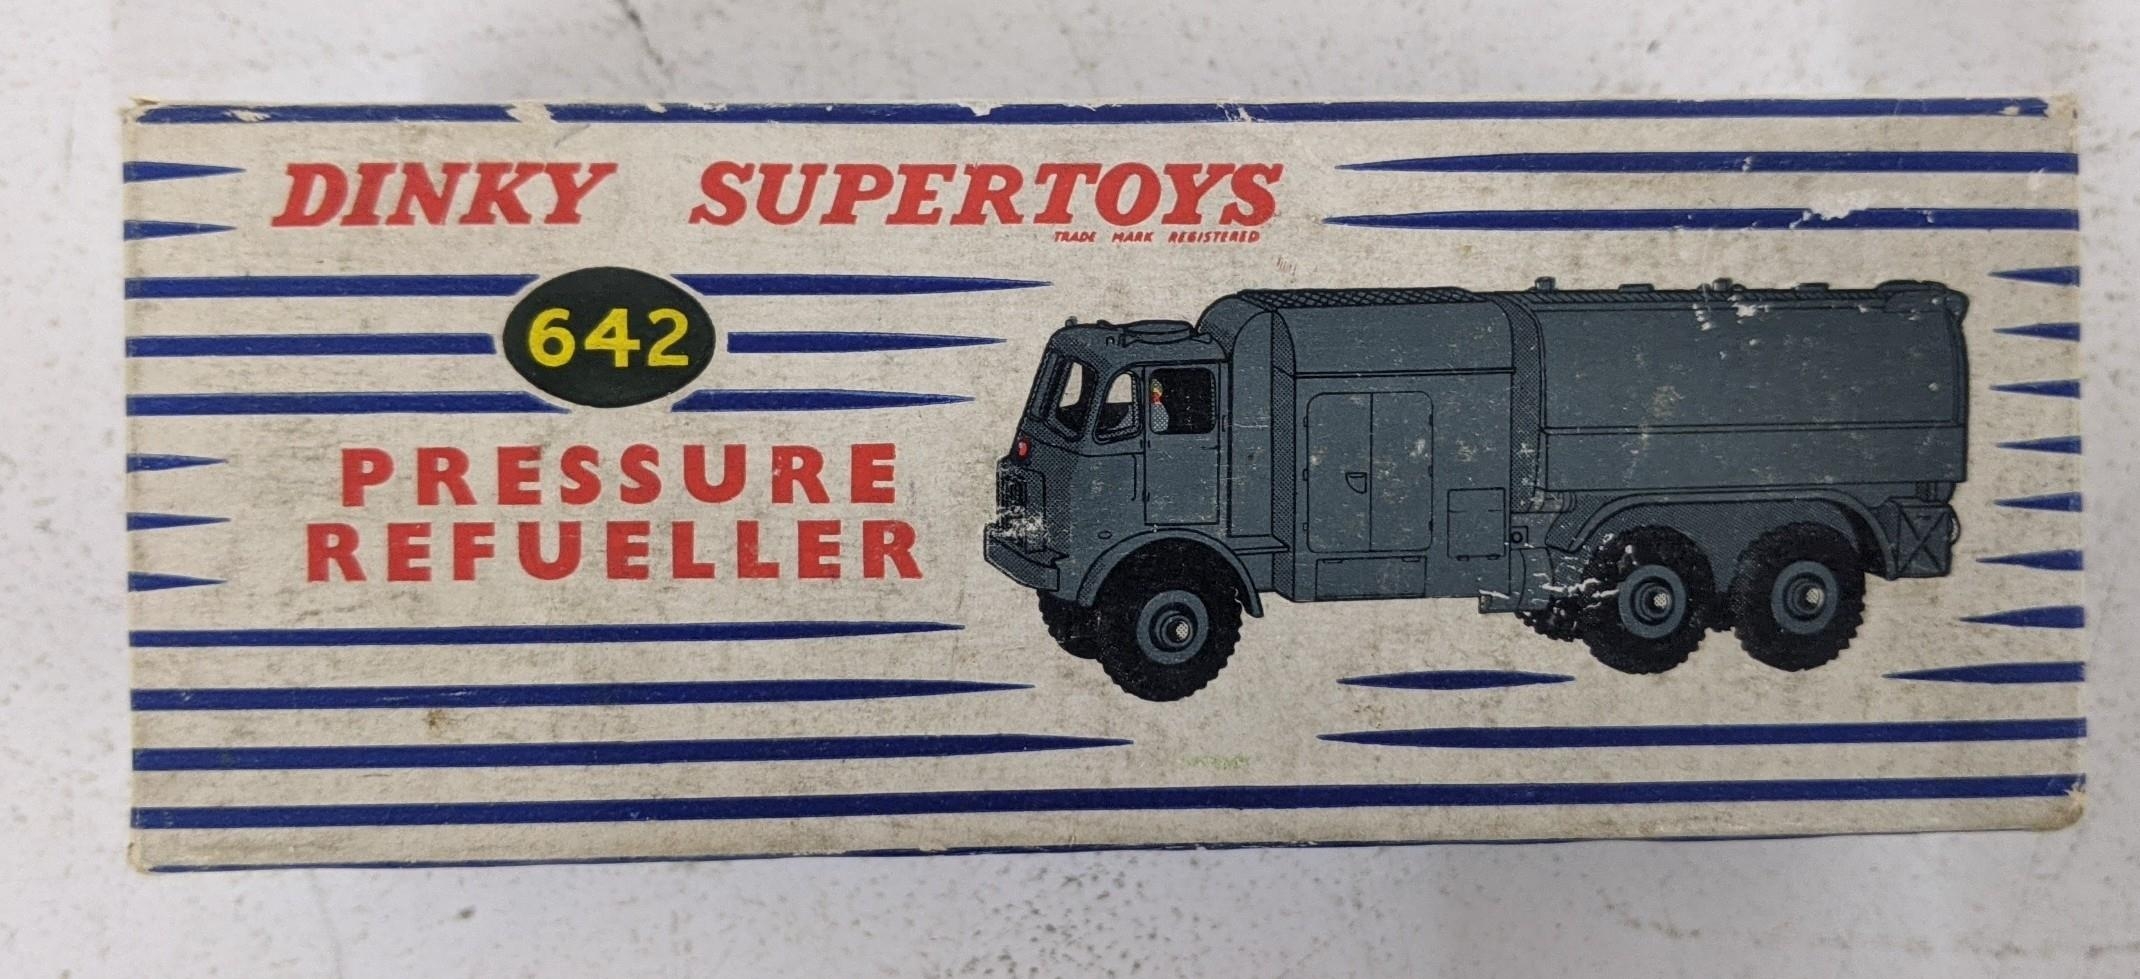 DINKY SUPERTOYS
TRADE MARK REGISTERED
642
PRESSURE
REFUELLER